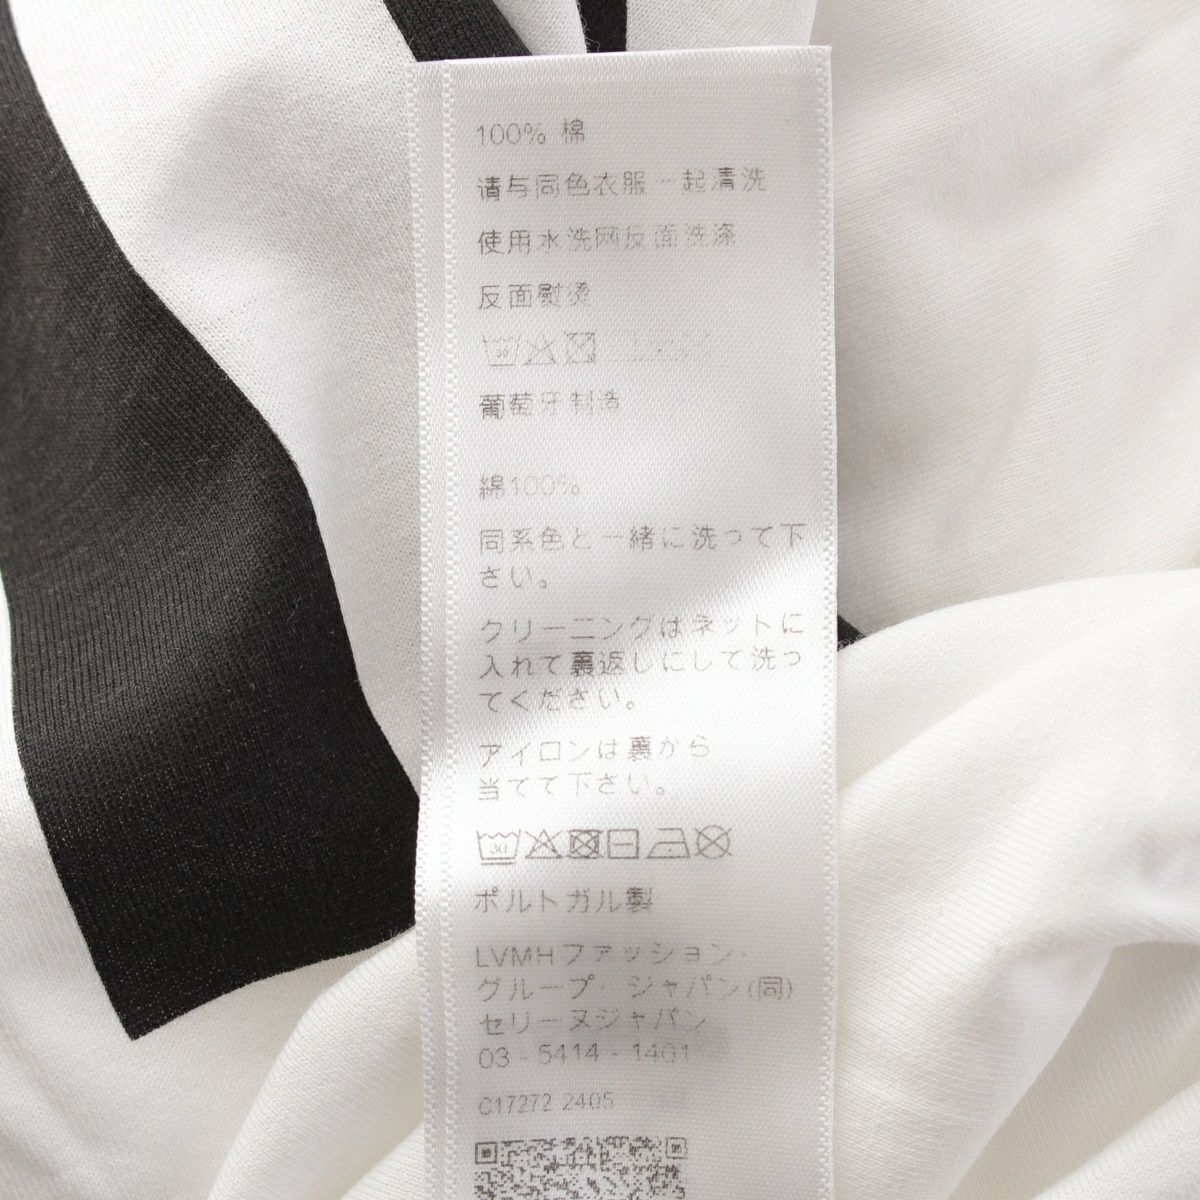 100% 棉
请与同色衣服一起清洗
使用水洗网反面洗涤
反面熨烫
30
葡萄牙制造
綿100%
同系色と一緒に洗って下
さい。
クリーニングはネットに
入れて裏返しにして洗っ
てください。
アイロンは裏から
当てて下さい。
30
ポルトガル製
LVMHファッション・
グループ・ジャパン(同)
セリーヌジャパン
03 - 5414 - 1401
C17272 2405